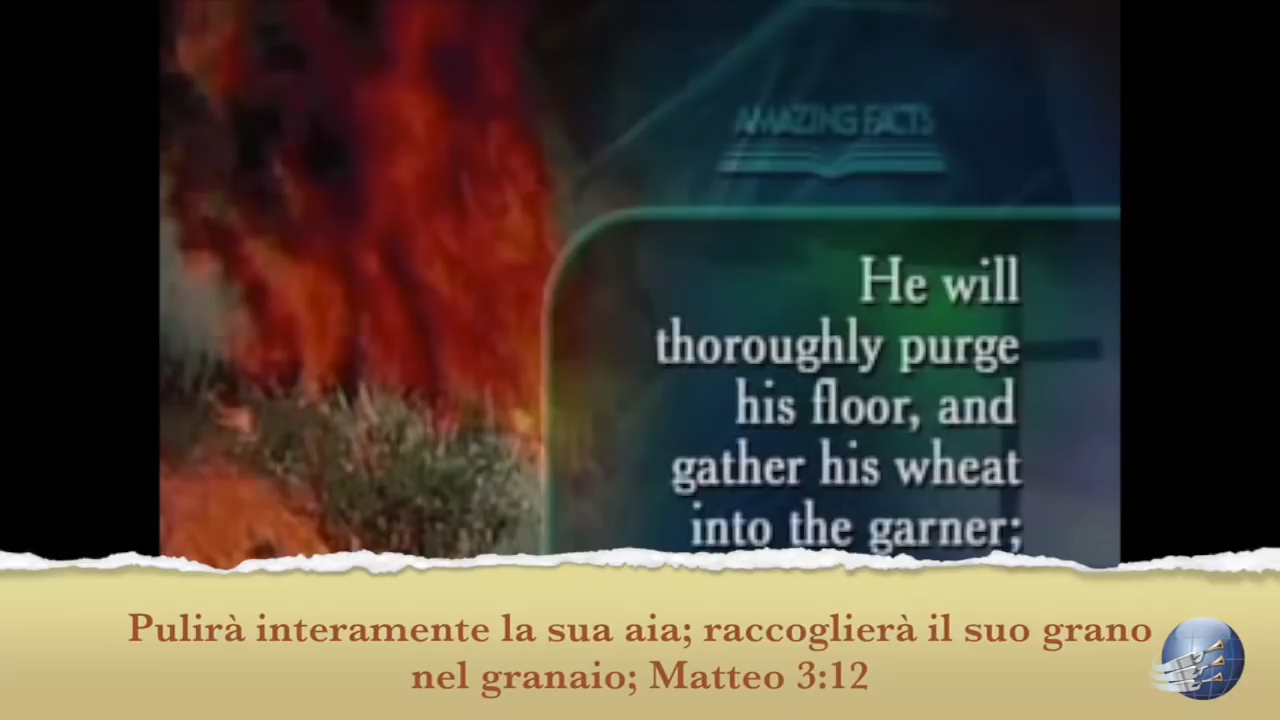 AMAZING FACTS
He will
thoroughly purge
his floor, and
gather his wheat
into the garner;
Pulirà interamente la sua aia; raccoglierà il suo grano
nel granaio; Matteo 3:12